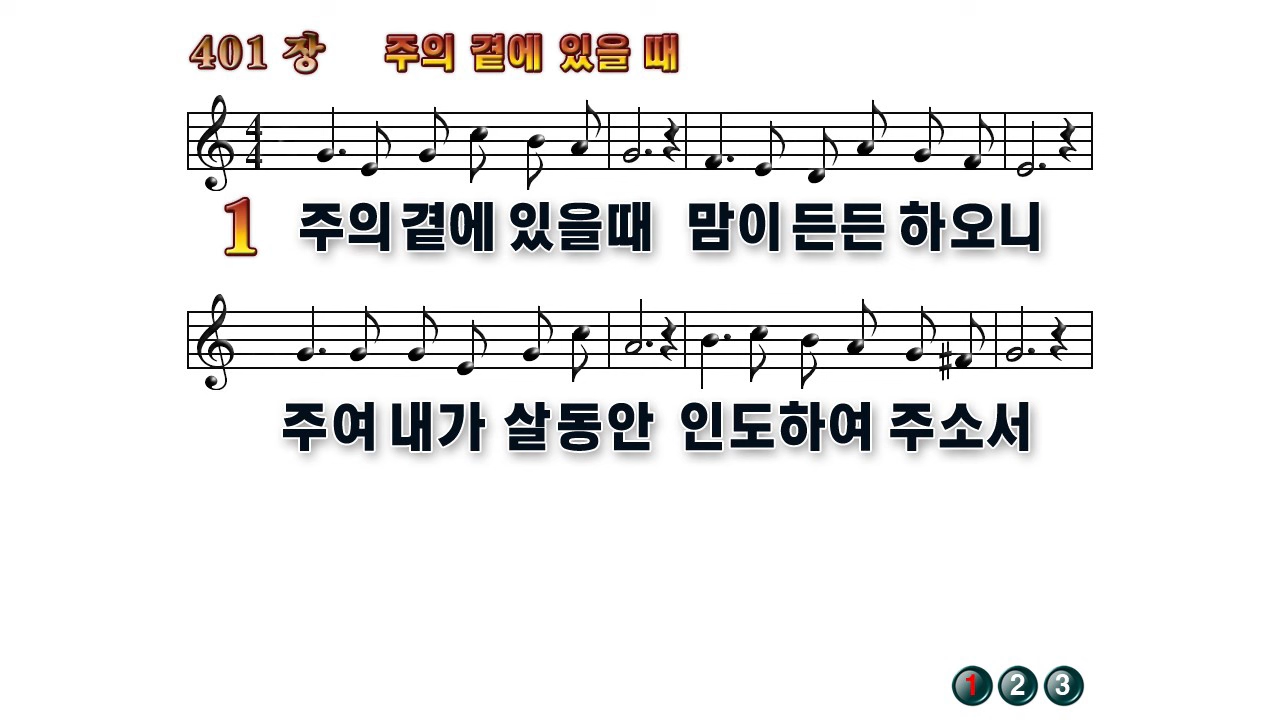 401 장 주의 곁에 있을 때
4
4
1 주의 곁에 있을때 맘이 든든 하오니
주여 내가 살동안 인도하여 주소서
1 2 3